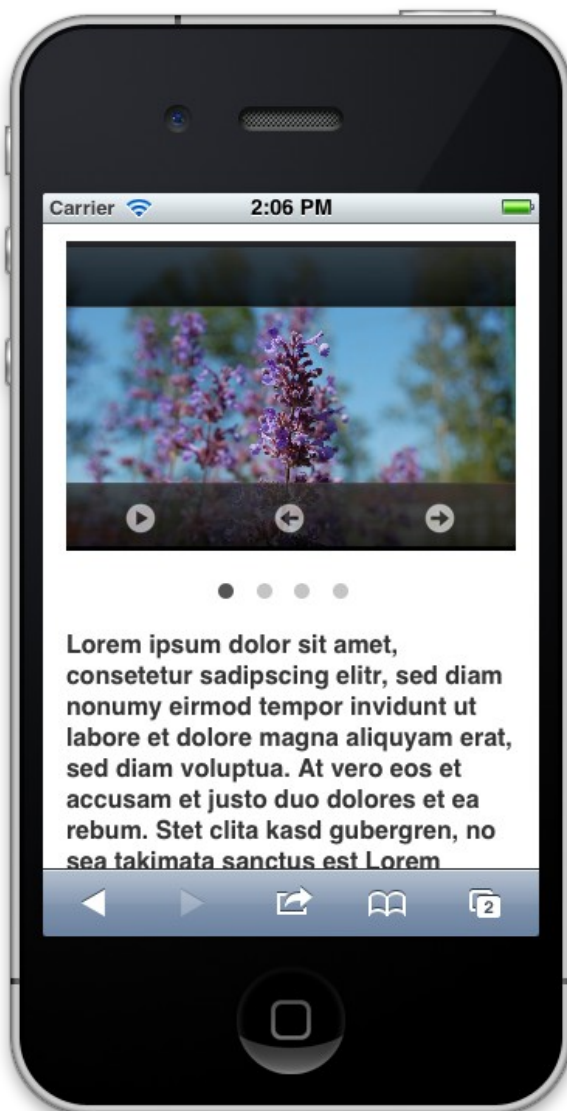 Carrier 2:06 PM
Lorem ipsum dolor sit amet,
consetetur sadipscing elitr, sed diam
nonumy eirmod tempor invidunt ut
labore et dolore magna aliquyam erat,
sed diam voluptua. At vero eos et
accusam et justo duo dolores et ea
rebum. Stet clita kasd gubergren, no
sea takimata sanctus est Lorem
2